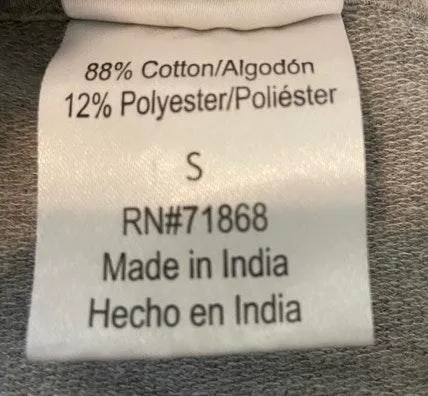 88% Cotton/Algodón
12% Polyester/Poliéster
S
RN#71868
Made in India
Hecho en India